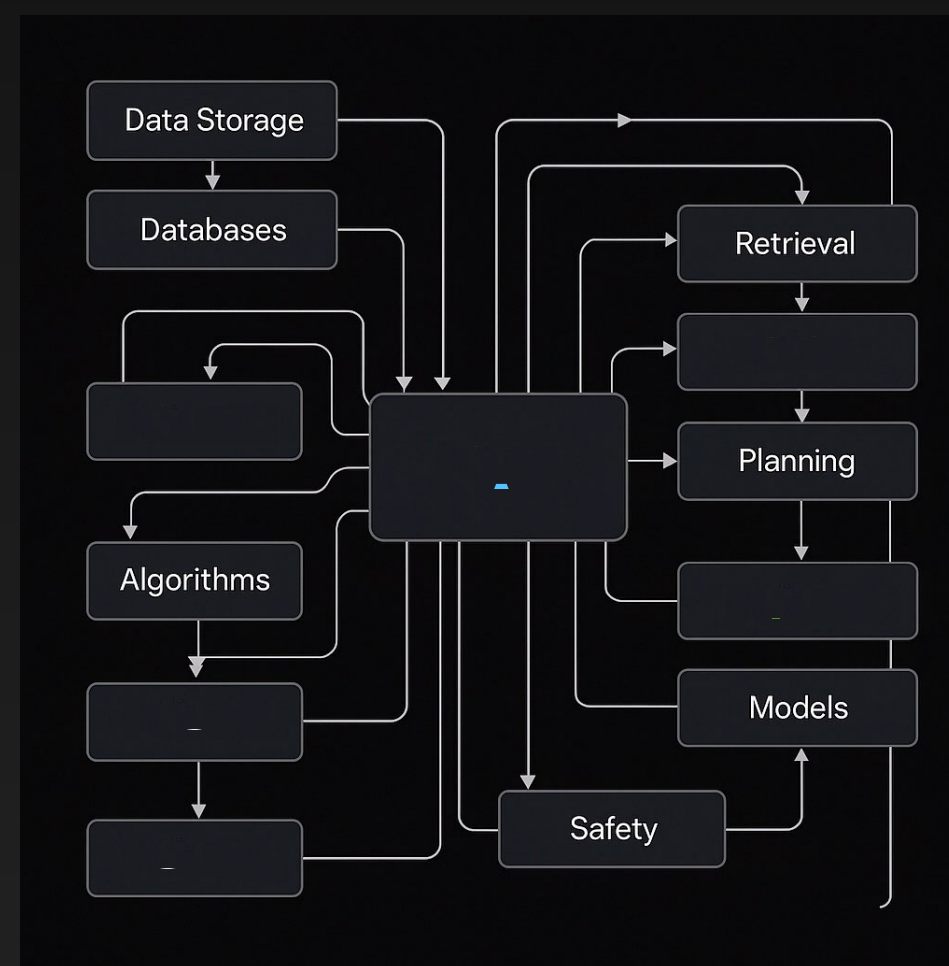 Data Storage
Databases
Retrieval
Planning
Algorithms
Models
Safety